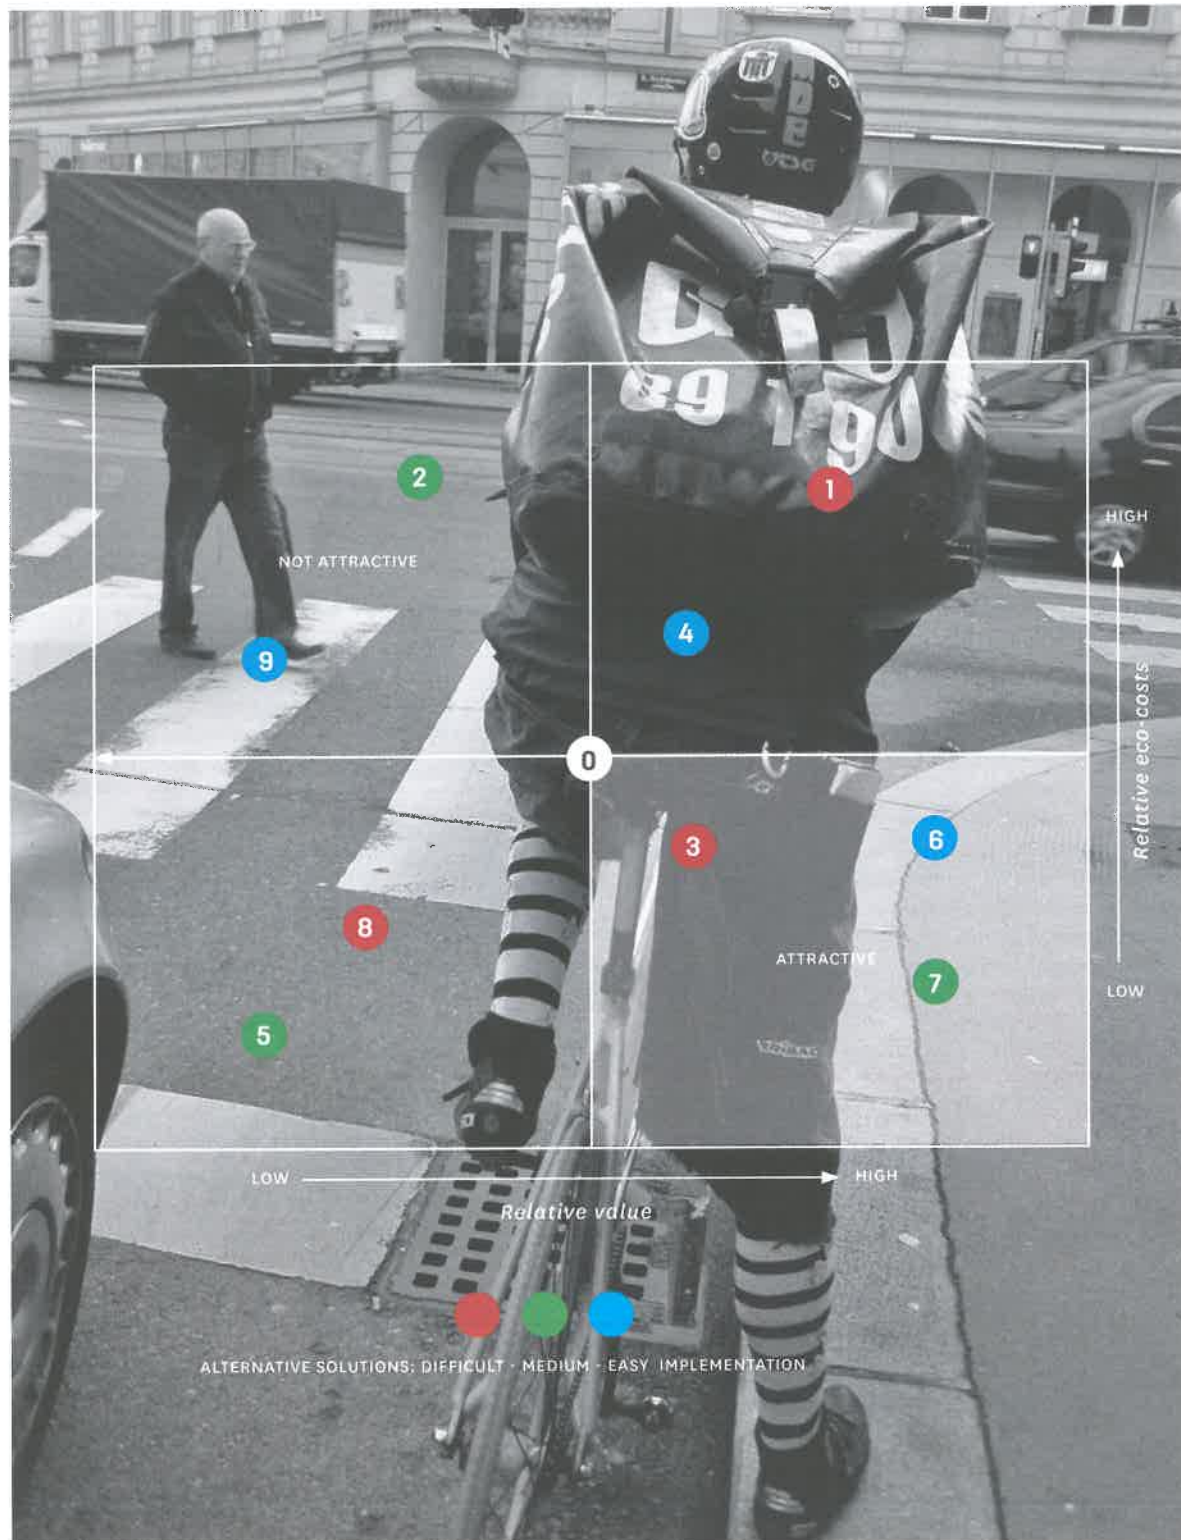 89
1
90
2
1
HIGH
NOT ATTRACTIVE
4
9
Relative eco-costs
0
6
3
8
ATTRACTIVE
7
LOW
5
LOW
HIGH
Relative value
ALTERNATIVE SOLUTIONS: DIFFICULT - MEDIUM - EASY IMPLEMENTATION